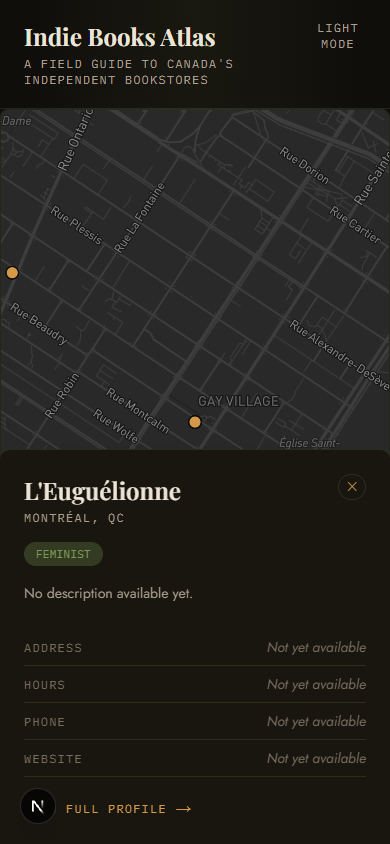 Indie Books Atlas
LIGHT
MODE
A FIELD GUIDE TO CANADA'S
INDEPENDENT BOOKSTORES
Dame
Rue Ontario
Rue Dorion
Rue Sainte
Rue Plessis
Rue La Fontaine
Rue Cartier
Rue Beaudry
Rue Alexandre-DeSève
Rue Robin
Rue Montcalm
GAY VILLAGE
Rue Wolfe
Église Saint-
L'Euguélionne
MONTRÉAL, QC
FEMINIST
No description available yet.
ADDRESS Not yet available
HOURS Not yet available
PHONE Not yet available
WEBSITE Not yet available
N FULL PROFILE →